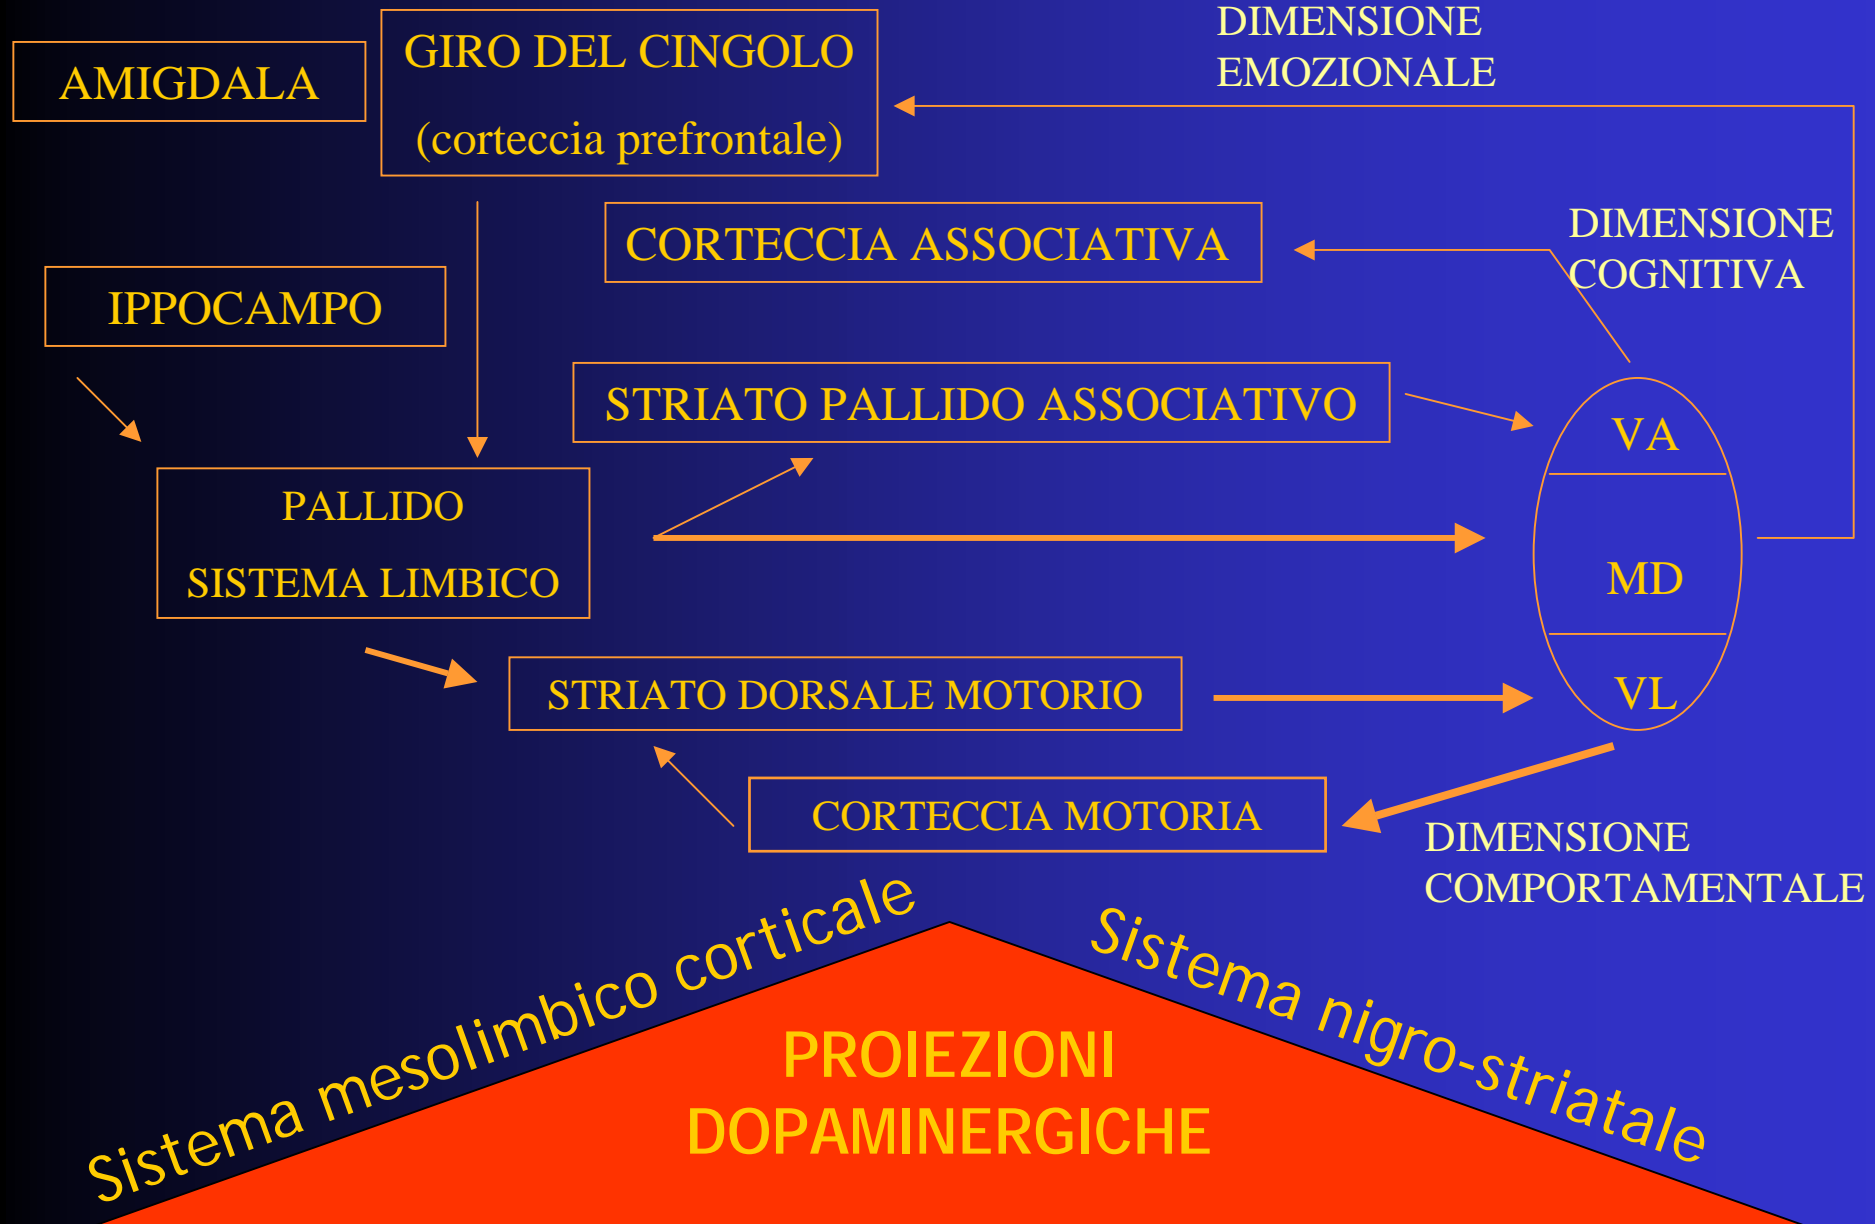 DIMENSIONE
EMOZIONALE
AMIGDALA
GIRO DEL CINGOLO
(corteccia prefrontale)
CORTECCIA ASSOCIATIVA
DIMENSIONE
COGNITIVA
IPPOCAMPO
STRIATO PALLIDO ASSOCIATIVO
VA
PALLIDO
SISTEMA LIMBICO
MD
STRIATO DORSALE MOTORIO
VL
CORTECCIA MOTORIA
DIMENSIONE
COMPORTAMENTALE
Sistema mesolimbico corticale
Sistema nigro-striatale
PROIEZIONI
DOPAMINERGICHE